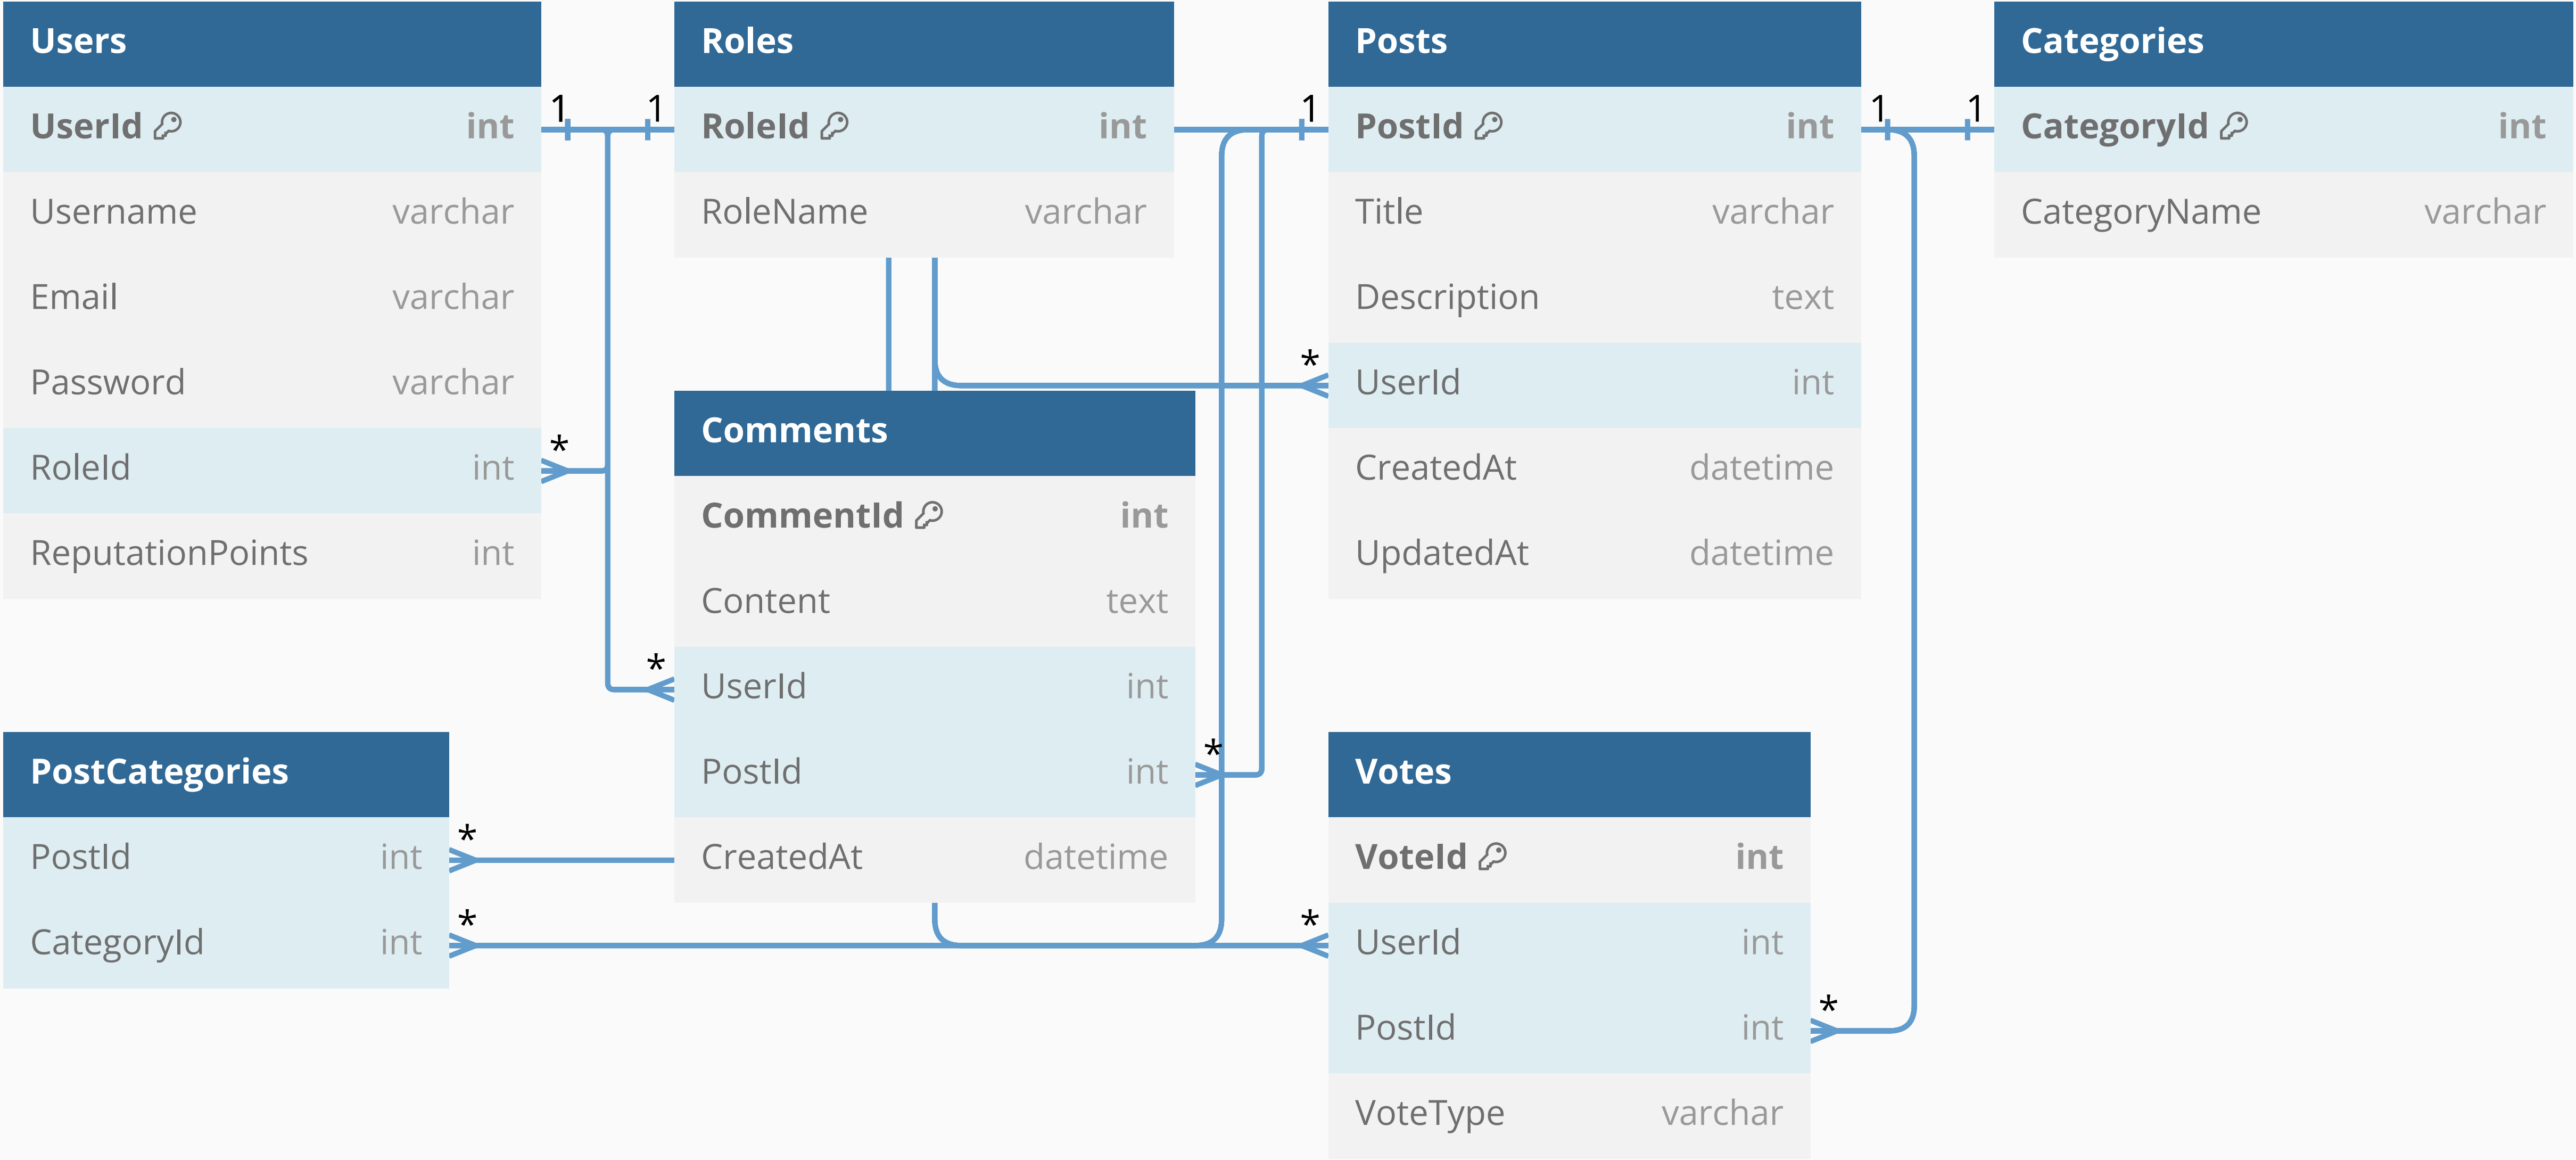 Users
UserId int
Username varchar
Email varchar
Password varchar
RoleId int
ReputationPoints int
1
*
Roles
RoleId int
RoleName varchar
1
Posts
PostId int
Title varchar
Description text
UserId int
CreatedAt datetime
UpdatedAt datetime
1
*
1
Categories
CategoryId int
CategoryName varchar
1
Comments
CommentId int
Content text
UserId int
PostId int
CreatedAt datetime
*
*
PostCategories
PostId int
CategoryId int
*
*
Votes
VoteId int
UserId int
PostId int
VoteType varchar
*
*